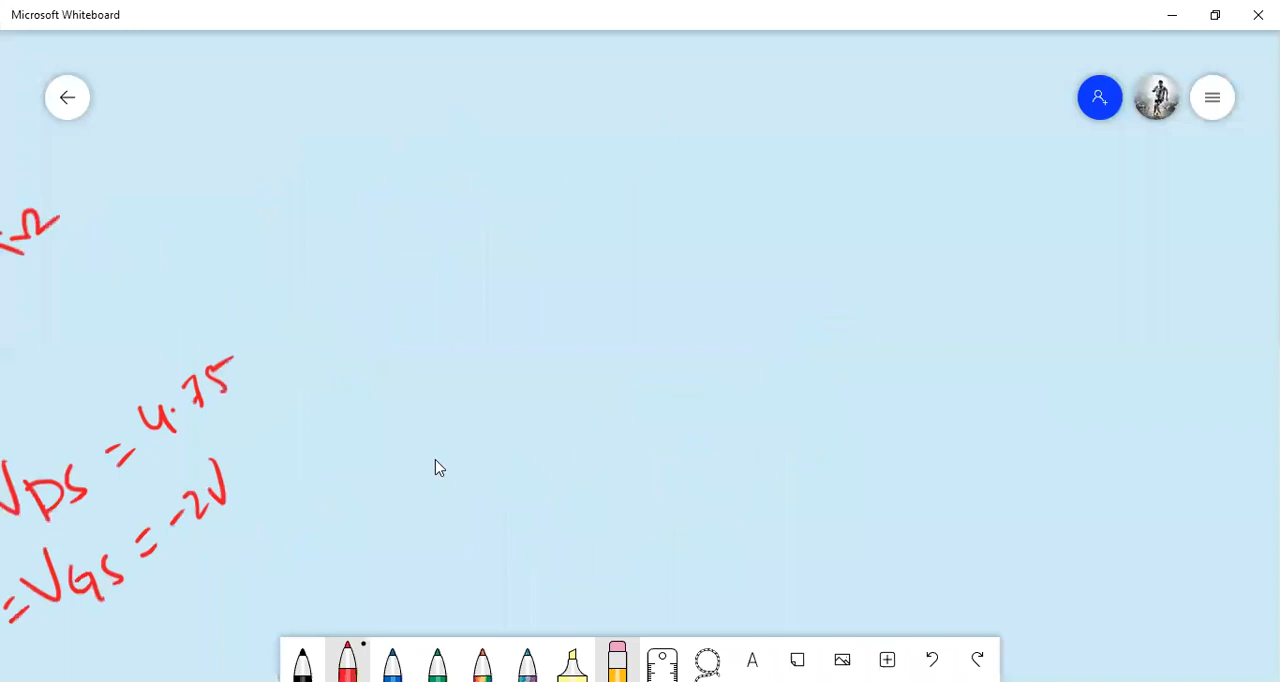 Microsoft Whiteboard
Ω
VDS = 4.75
= VGS = -2V
A